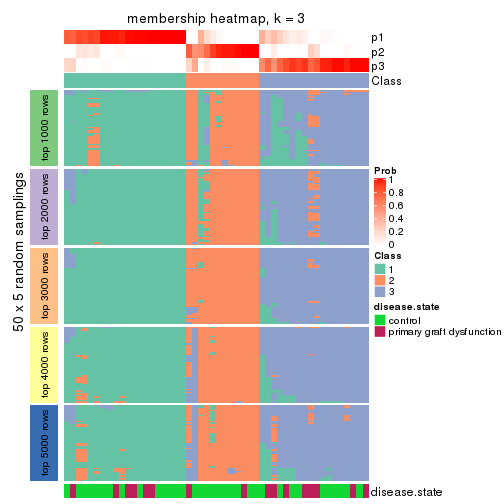 membership heatmap, k = 3
p1
p2
p3
Class
50 x 5 random samplings
top 1000 rows
top 2000 rows
top 3000 rows
top 4000 rows
top 5000 rows
Prob
1
0.8
0.6
0.4
0.2
0
Class
1
2
3
disease.state
control
primary graft dysfunction
disease.state